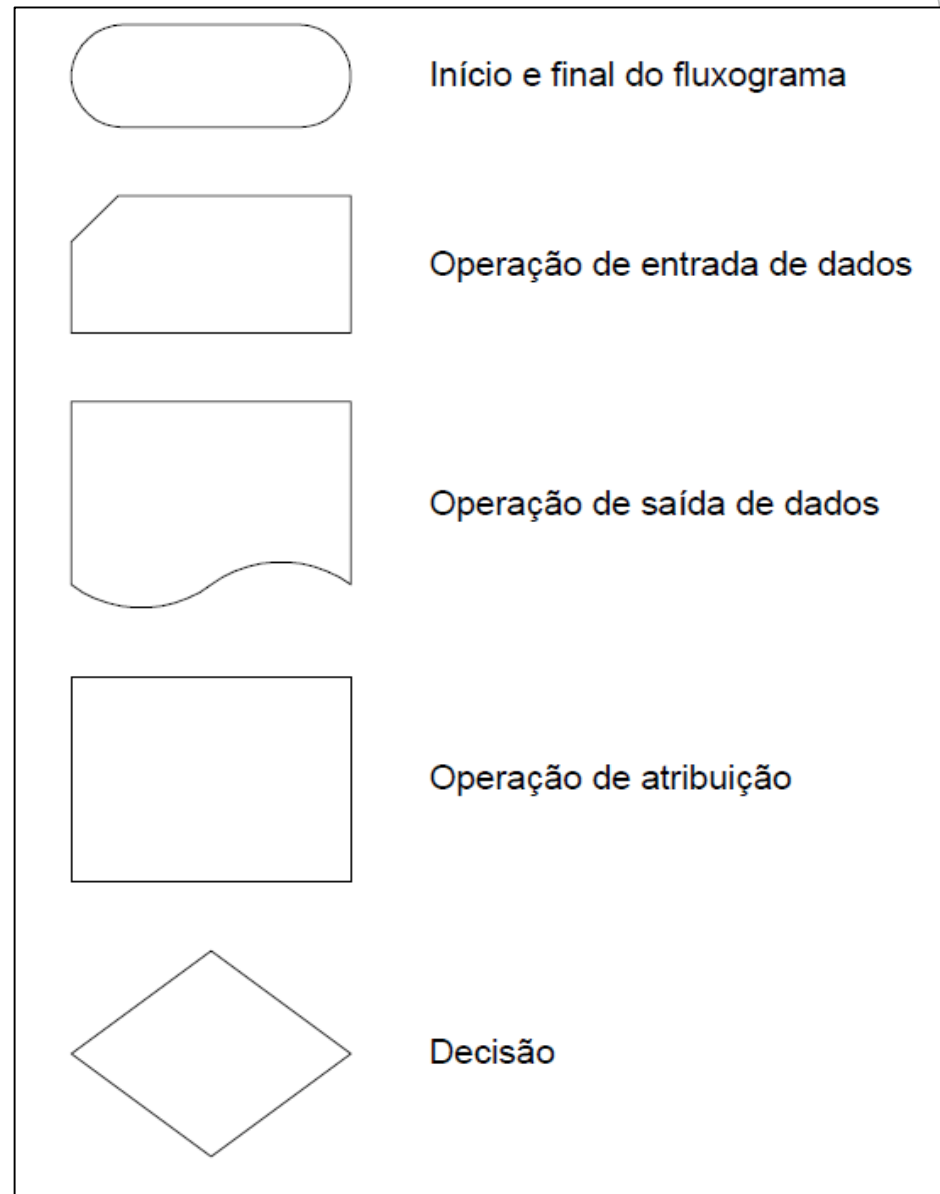 Início e final do fluxograma
Operação de entrada de dados
Operação de saída de dados
Operação de atribuição
Decisão